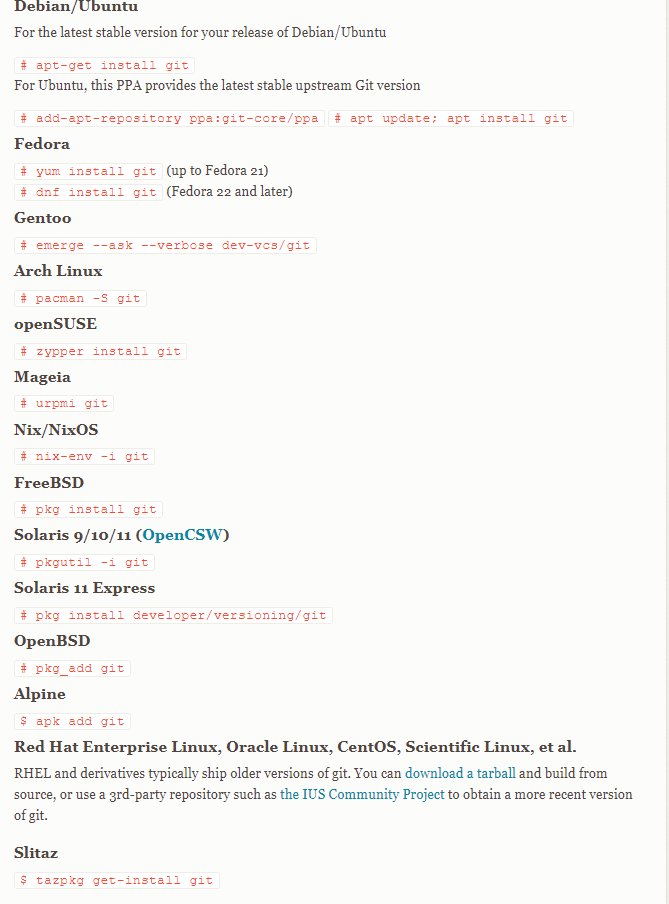 Debian/Ubuntu
For the latest stable version for your release of Debian/Ubuntu
# apt-get install git
For Ubuntu, this PPA provides the latest stable upstream Git version
# add-apt-repository ppa:git-core/ppa # apt update; apt install git
Fedora
# yum install git (up to Fedora 21)
# dnf install git (Fedora 22 and later)
Gentoo
# emerge --ask --verbose dev-vcs/git
Arch Linux
# pacman -S git
openSUSE
# zypper install git
Mageia
# urpmi git
Nix/NixOS
# nix-env -i git
FreeBSD
# pkg install git
Solaris 9/10/11 (OpenCSW)
# pkgutil -i git
Solaris 11 Express
# pkg install developer/versioning/git
OpenBSD
# pkg_add git
Alpine
$ apk add git
Red Hat Enterprise Linux, Oracle Linux, CentOS, Scientific Linux, et al.
RHEL and derivatives typically ship older versions of git. You can download a tarball and build from
source, or use a 3rd-party repository such as the IUS Community Project to obtain a more recent version
of git.
Slitaz
$ tazpkg get-install git